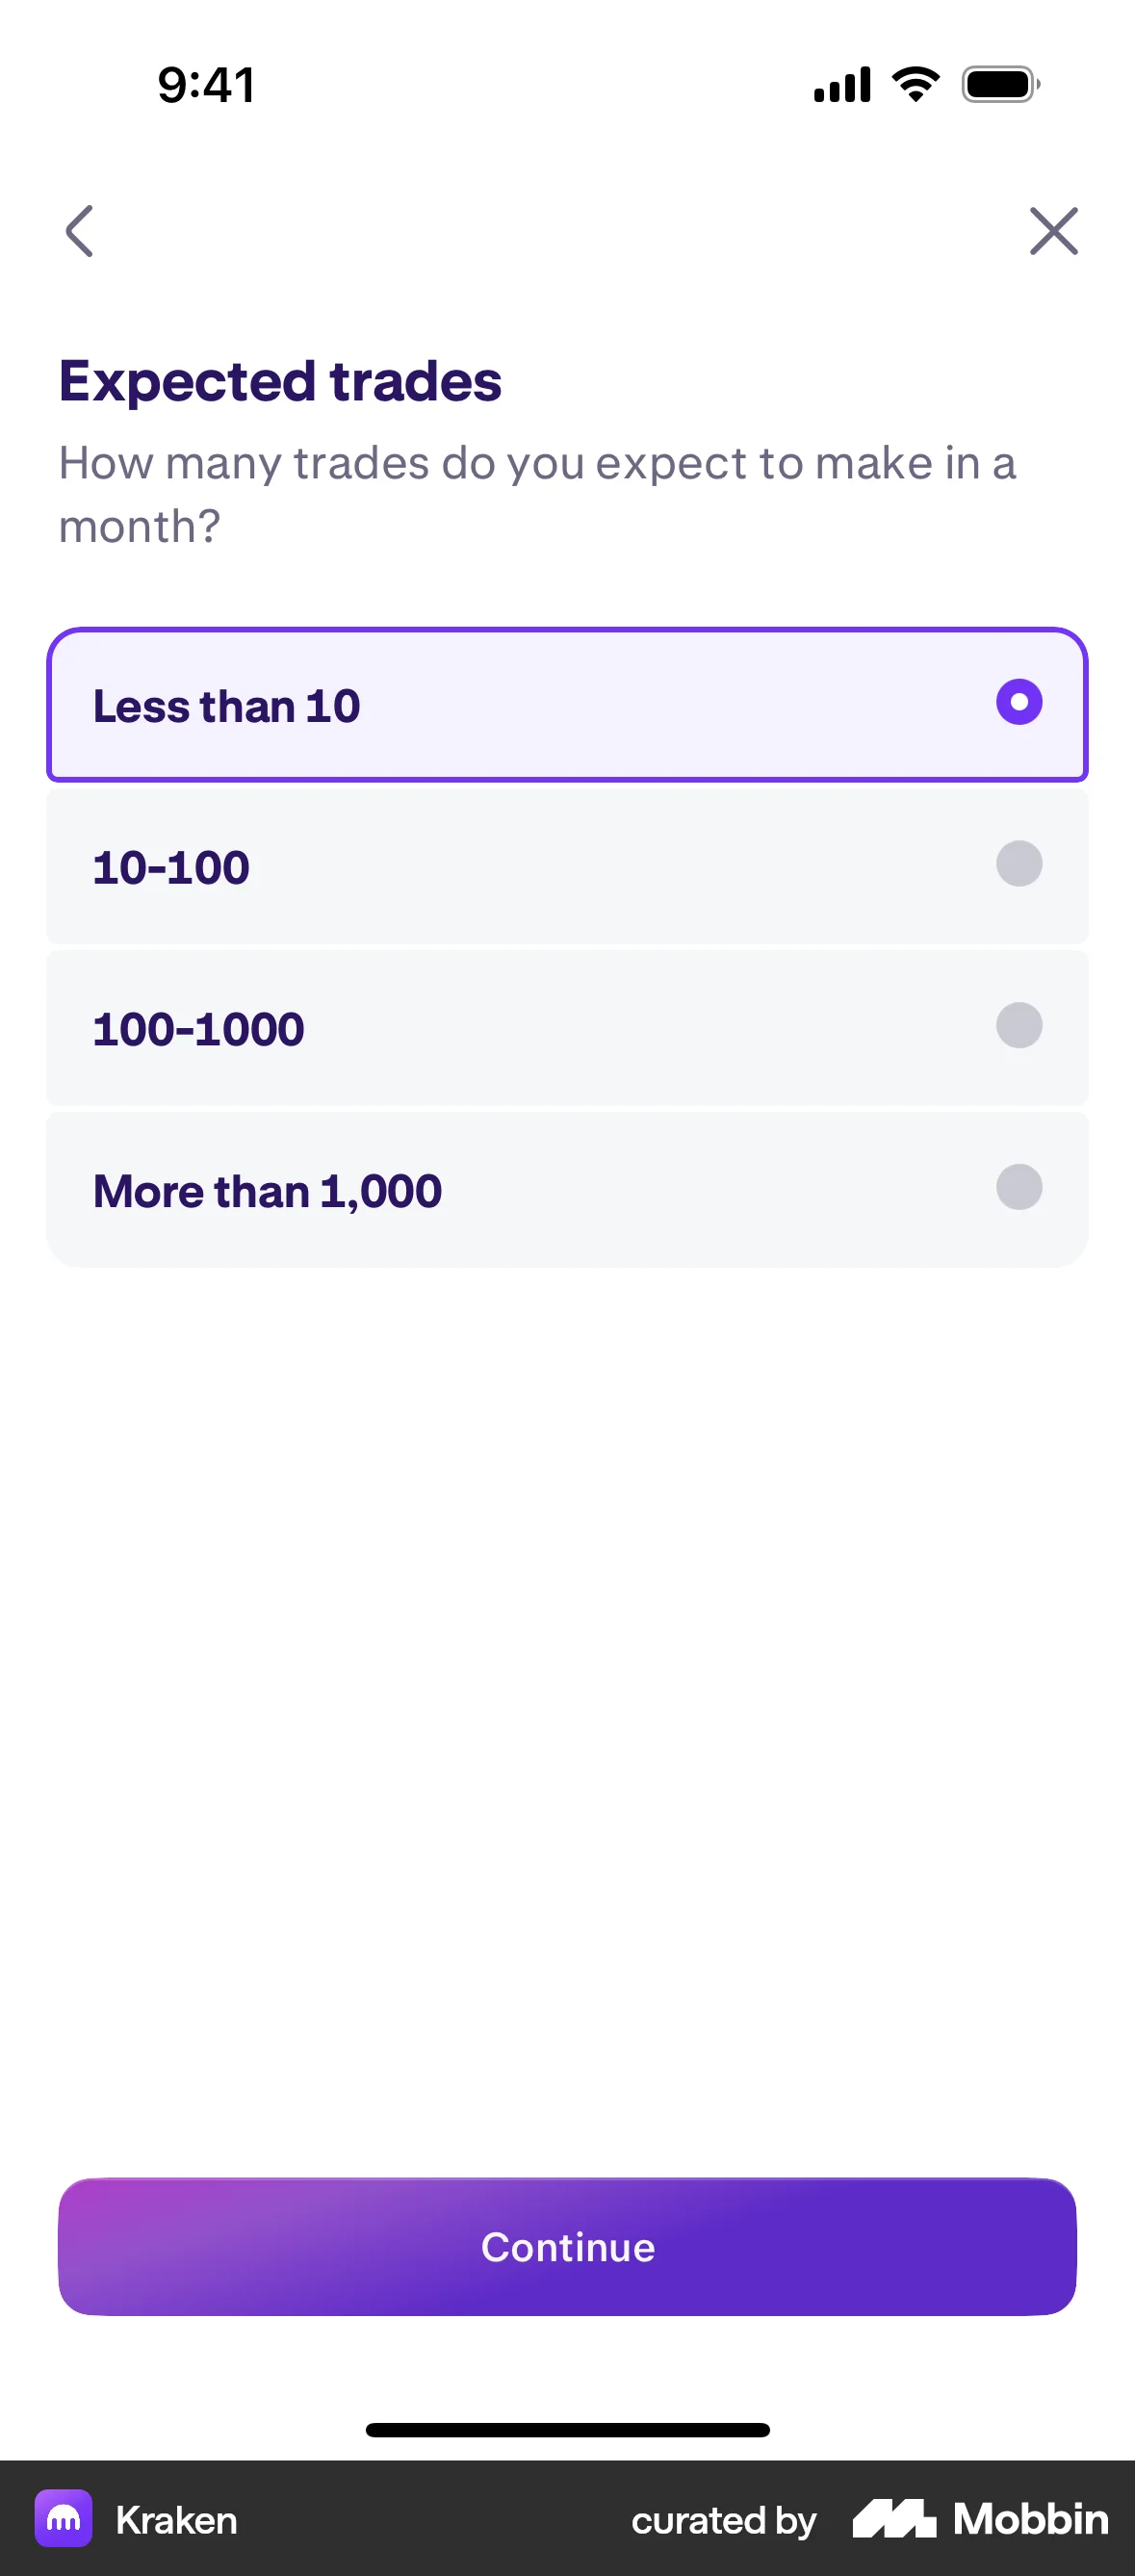 9:41
Expected trades
How many trades do you expect to make in a
month?
Less than 10
10-100
100-1000
More than 1,000
Continue
Kraken
curated by Mobbin